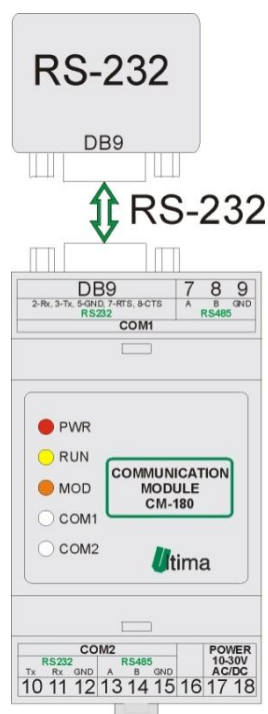 RS-232
DB9
RS-232
DB9 7 8 9
2-Rx, 3-Tx, 5-GND, 7-RTS, 8-CTS A B GND
RS232 RS485
COM1
PWR
RUN
MOD
COM1
COM2
COMMUNICATION
MODULE
CM-180
Ultima
COM2 POWER
RS232 RS485 10-30V
Tx Rx GND A B GND AC/DC
10 11 12 13 14 15 16 17 18